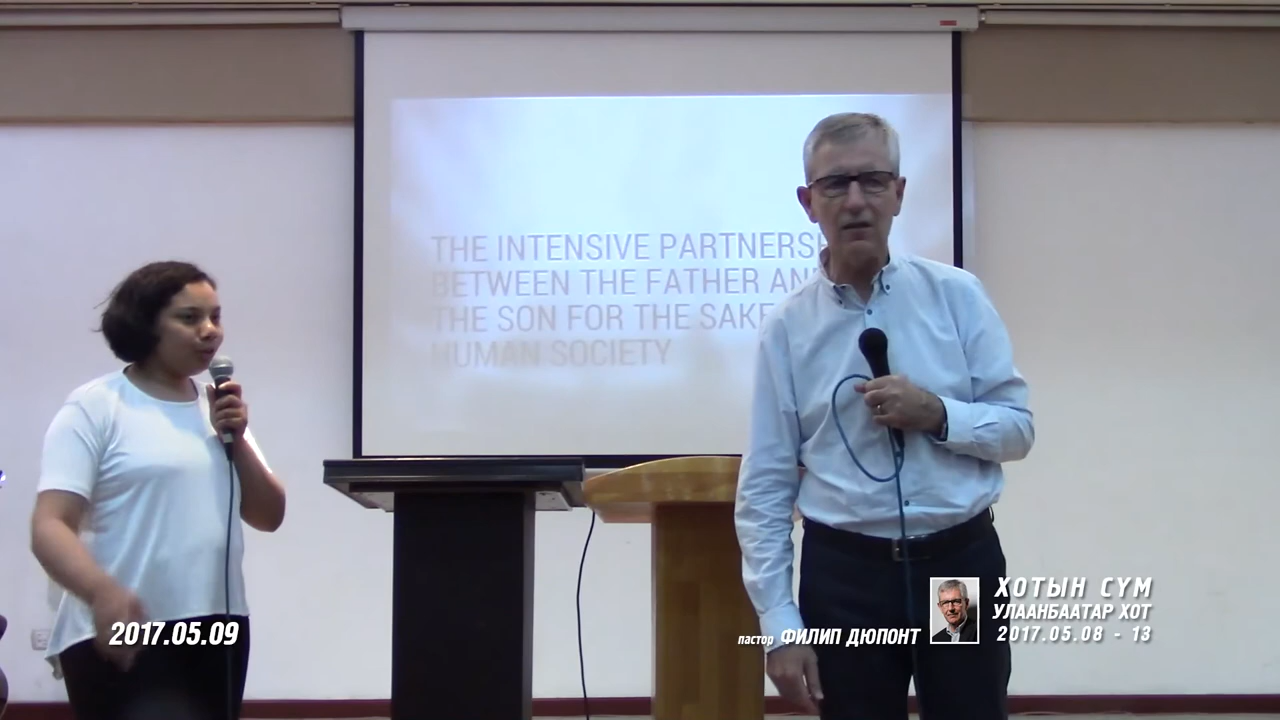 THE INTENSIVE PARTNERSH
BETWEEN THE FATHER AN
THE SON FOR THE SAKE
HUMAN SOCIETY
2017.05.09
пастор ФИЛИП ДЮПОНТ
ХОТЫН СҮМ
УЛААНБААТАР ХОТ
2017.05.08 - 13